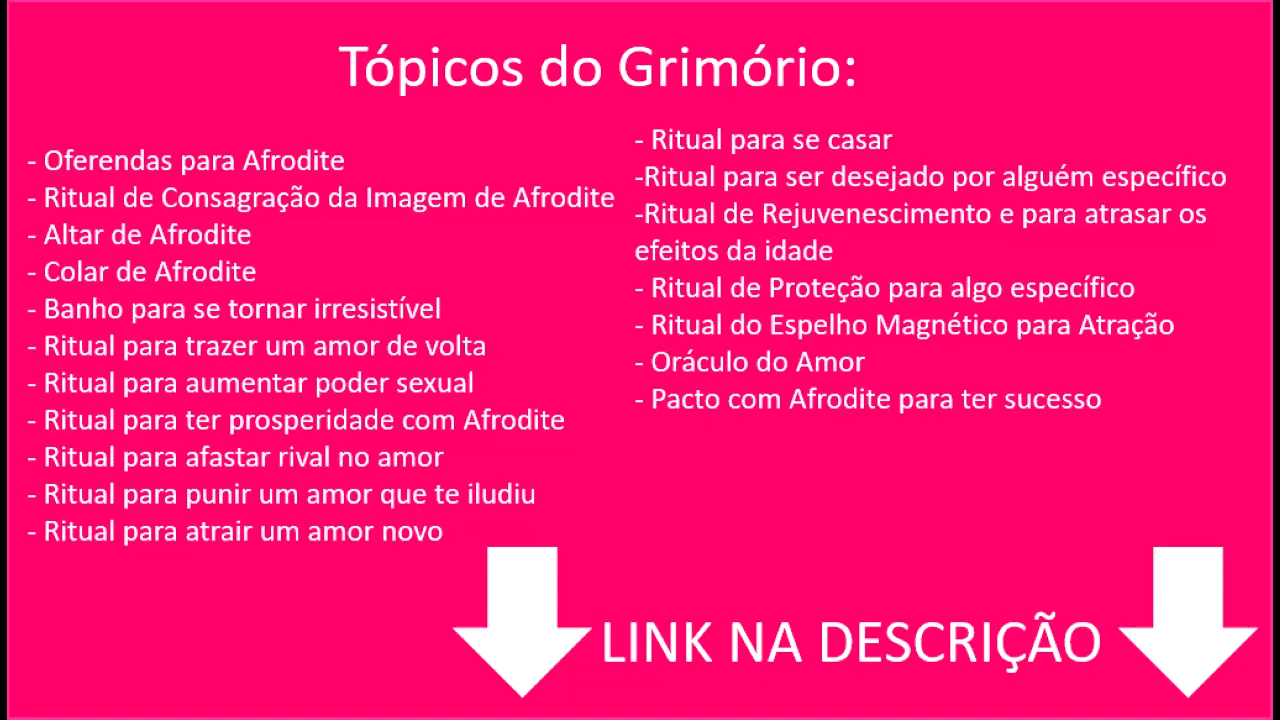 Tópicos do Grimório:
- Oferendas para Afrodite
- Ritual de Consagração da Imagem de Afrodite
- Altar de Afrodite
- Colar de Afrodite
- Banho para se tornar irresistível
- Ritual para trazer um amor de volta
- Ritual para aumentar poder sexual
- Ritual para ter prosperidade com Afrodite
- Ritual para afastar rival no amor
- Ritual para punir um amor que te iludiu
- Ritual para atrair um amor novo
- Ritual para se casar
-Ritual para ser desejado por alguém específico
-Ritual de Rejuvenescimento e para atrasar os
efeitos da idade
- Ritual de Proteção para algo específico
- Ritual do Espelho Magnético para Atração
- Oráculo do Amor
- Pacto com Afrodite para ter sucesso
LINK NA DESCRIÇÃO